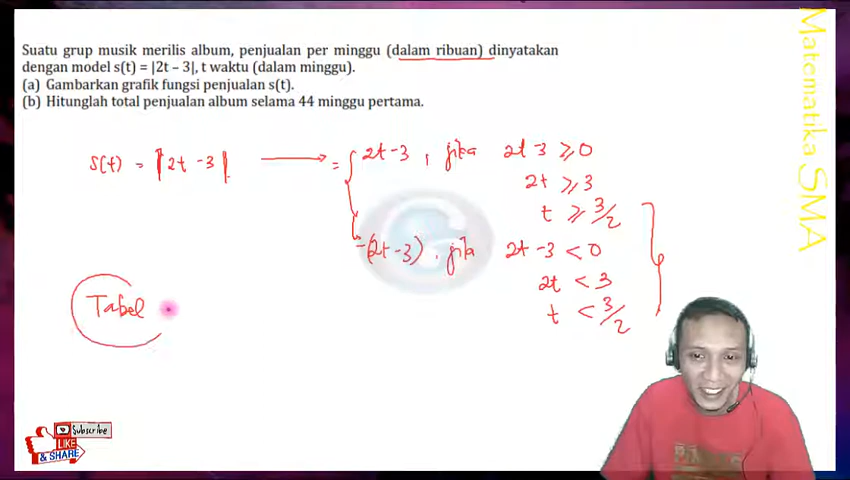 Suatu grup musik merilis album, penjualan per minggu (dalam ribuan) dinyatakan
dengan model s(t) = |2t – 3|, t waktu (dalam minggu).
(a) Gambarkan grafik fungsi penjualan s(t).
(b) Hitunglah total penjualan album selama 44 minggu pertama.
s(t) = |2t - 3| → = { 2t - 3 , jika 2t - 3 ≥ 0
2t ≥ 3
t ≥ 3/2
-(2t - 3) , jika 2t - 3 < 0
2t < 3
t < 3/2
Tabel
Matematika SMA
Subscribe
LIKE
& SHARE